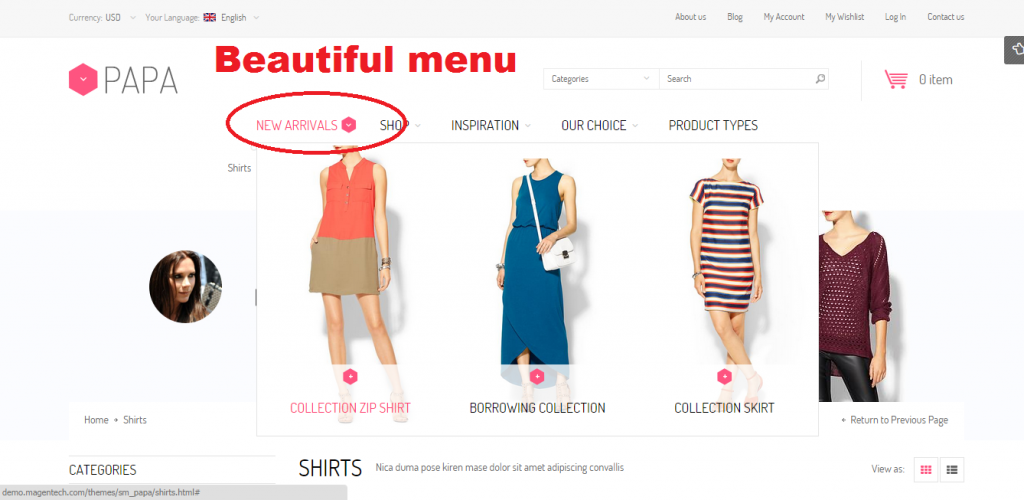 Currency: USD Your Language: English About us Blog My Account My Wishlist Log In Contact us
Beautiful menu
PAPA
Categories Search 0 item
NEW ARRIVALS SHOP INSPIRATION OUR CHOICE PRODUCT TYPES
Shirts
COLLECTION ZIP SHIRT BORROWING COLLECTION COLLECTION SKIRT
Home Shirts Return to Previous Page
CATEGORIES SHIRTS Nica duma pose kiren mase dolor sit amet adipiscing convallis View as:
demo.magentech.com/themes/sm_papa/shirts.html#